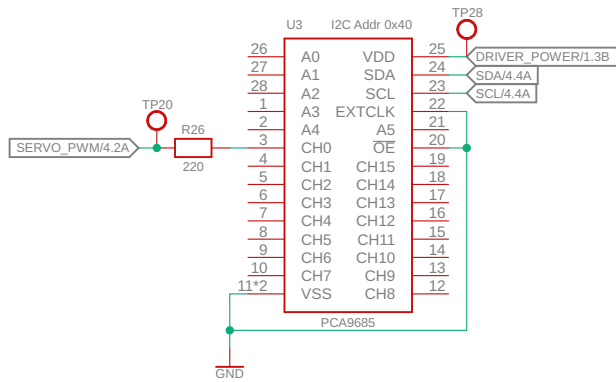 TP28
U3 I2C Addr 0x40
26 A0 VDD 25 DRIVER_POWER/1.3B
27 A1 SDA 24 SDA/4.4A
28 A2 SCL 23 SCL/4.4A
1 A3 EXTCLK 22
TP20
2 A4 A5 21
R26
SERVO_PWM/4.2A 3 CH0 OE 20
220
4 CH1 CH15 19
5 CH2 CH14 18
6 CH3 CH13 17
7 CH4 CH12 16
8 CH5 CH11 15
9 CH6 CH10 14
10 CH7 CH9 13
11*2 VSS CH8 12
PCA9685
GND